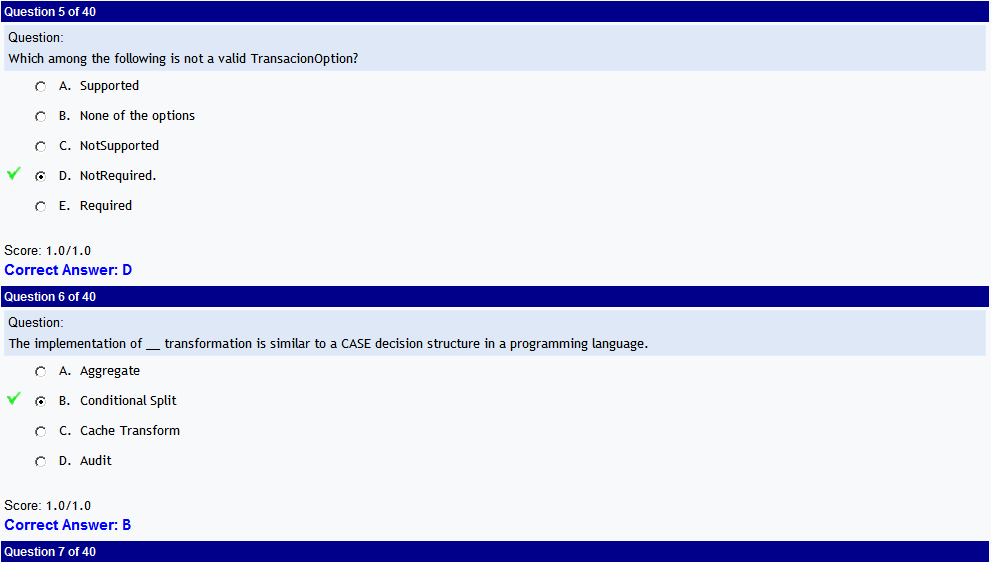 Question 5 of 40
Question:
Which among the following is not a valid TransacionOption?
A. Supported
B. None of the options
C. NotSupported
D. NotRequired.
E. Required
Score: 1.0/1.0
Correct Answer: D
Question 6 of 40
Question:
The implementation of __ transformation is similar to a CASE decision structure in a programming language.
A. Aggregate
B. Conditional Split
C. Cache Transform
D. Audit
Score: 1.0/1.0
Correct Answer: B
Question 7 of 40